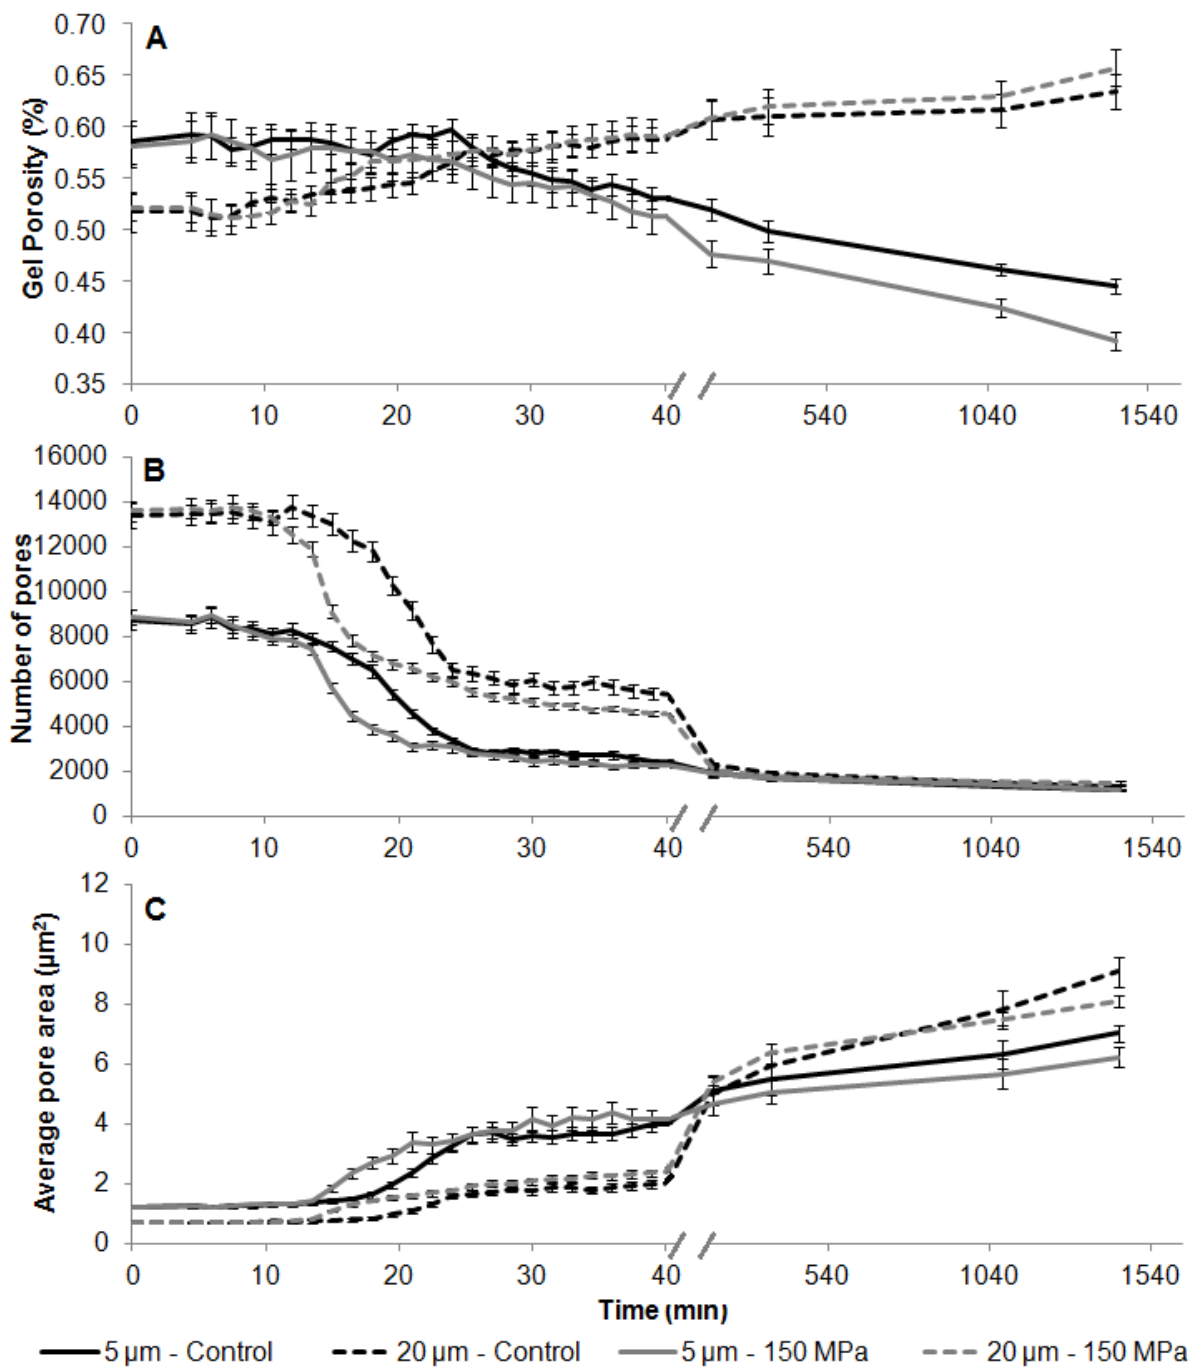 A
Gel Porosity (%)
0.70
0.65
0.60
0.55
0.50
0.45
0.40
0.35
0 10 20 30 40 540 1040 1540
B
Number of pores
16000
14000
12000
10000
8000
6000
4000
2000
0
0 10 20 30 40 540 1040 1540
C
Average pore area (µm²)
12
10
8
6
4
2
0
0 10 20 30 40 540 1040 1540
Time (min)
5 µm - Control 20 µm - Control 5 µm - 150 MPa 20 µm - 150 MPa